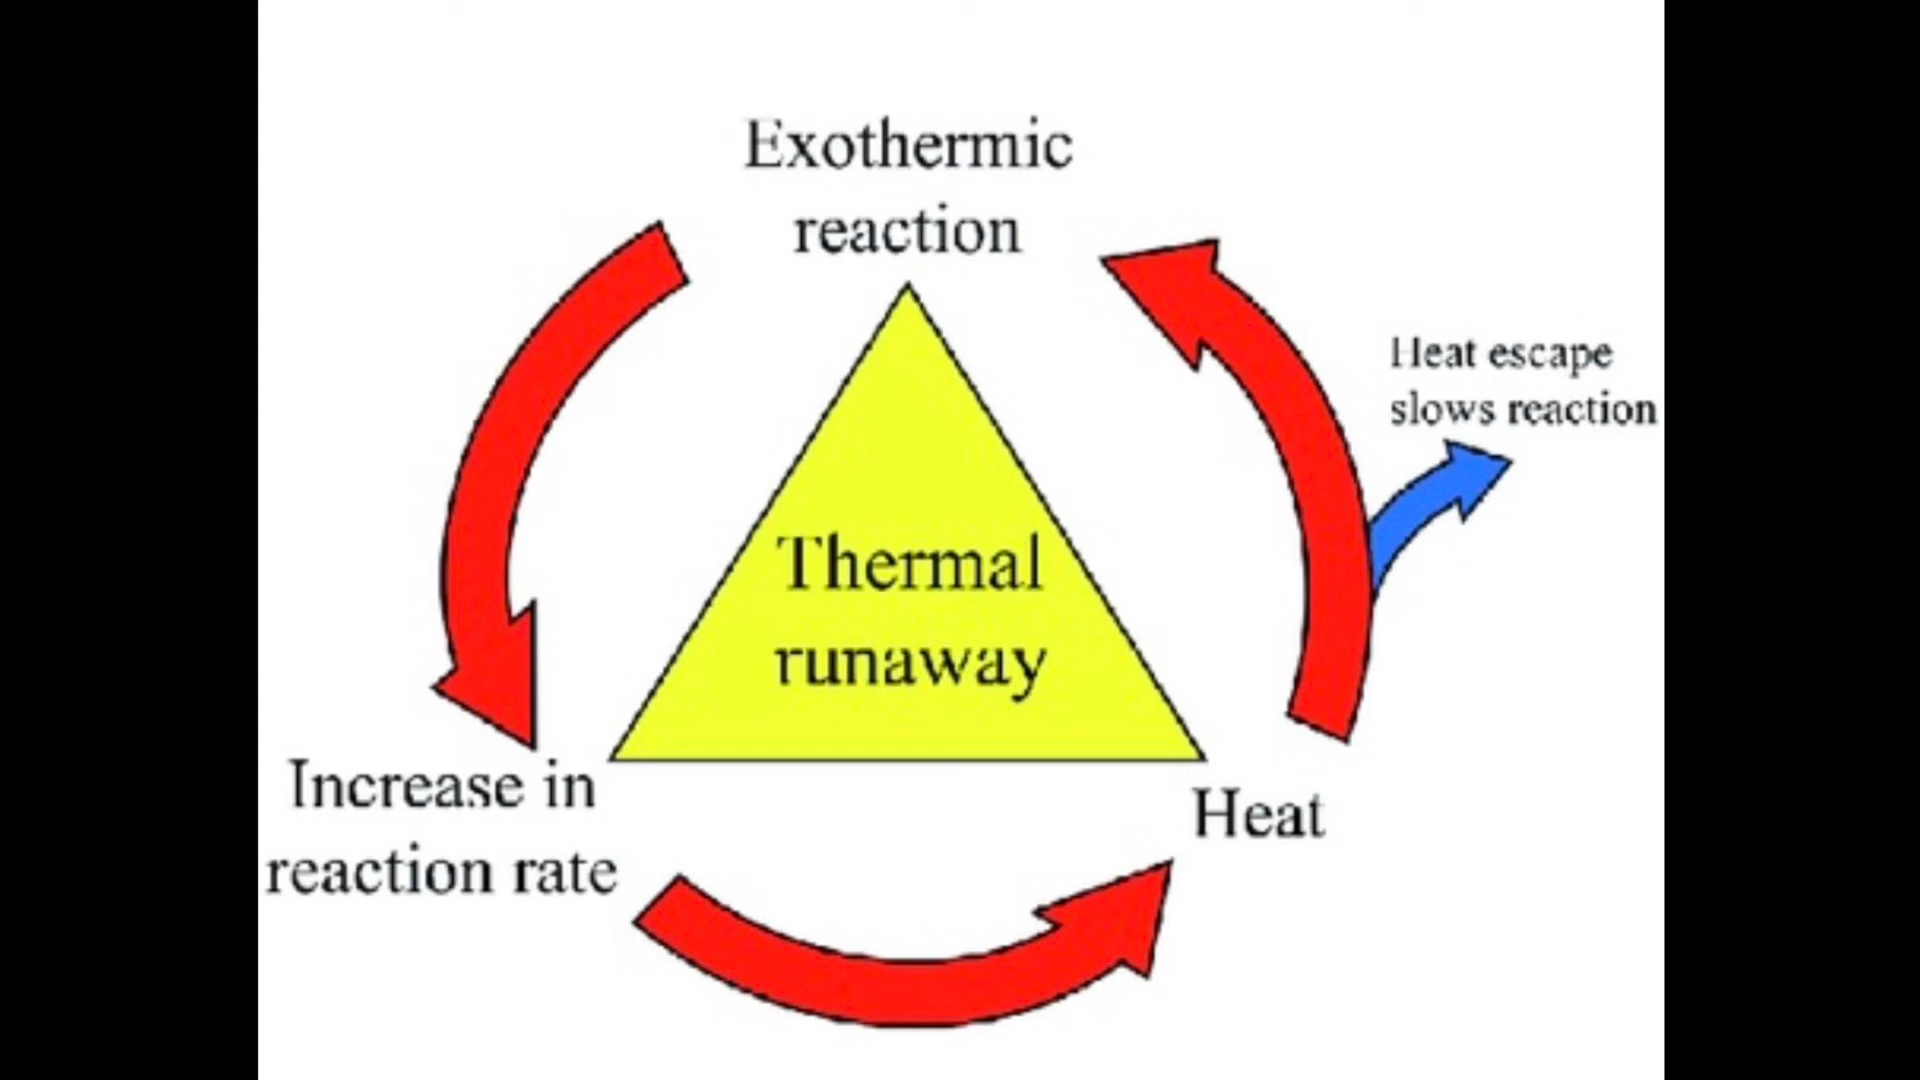 Exothermic
reaction
Heat escape
slows reaction
Thermal
runaway
Increase in
reaction rate
Heat